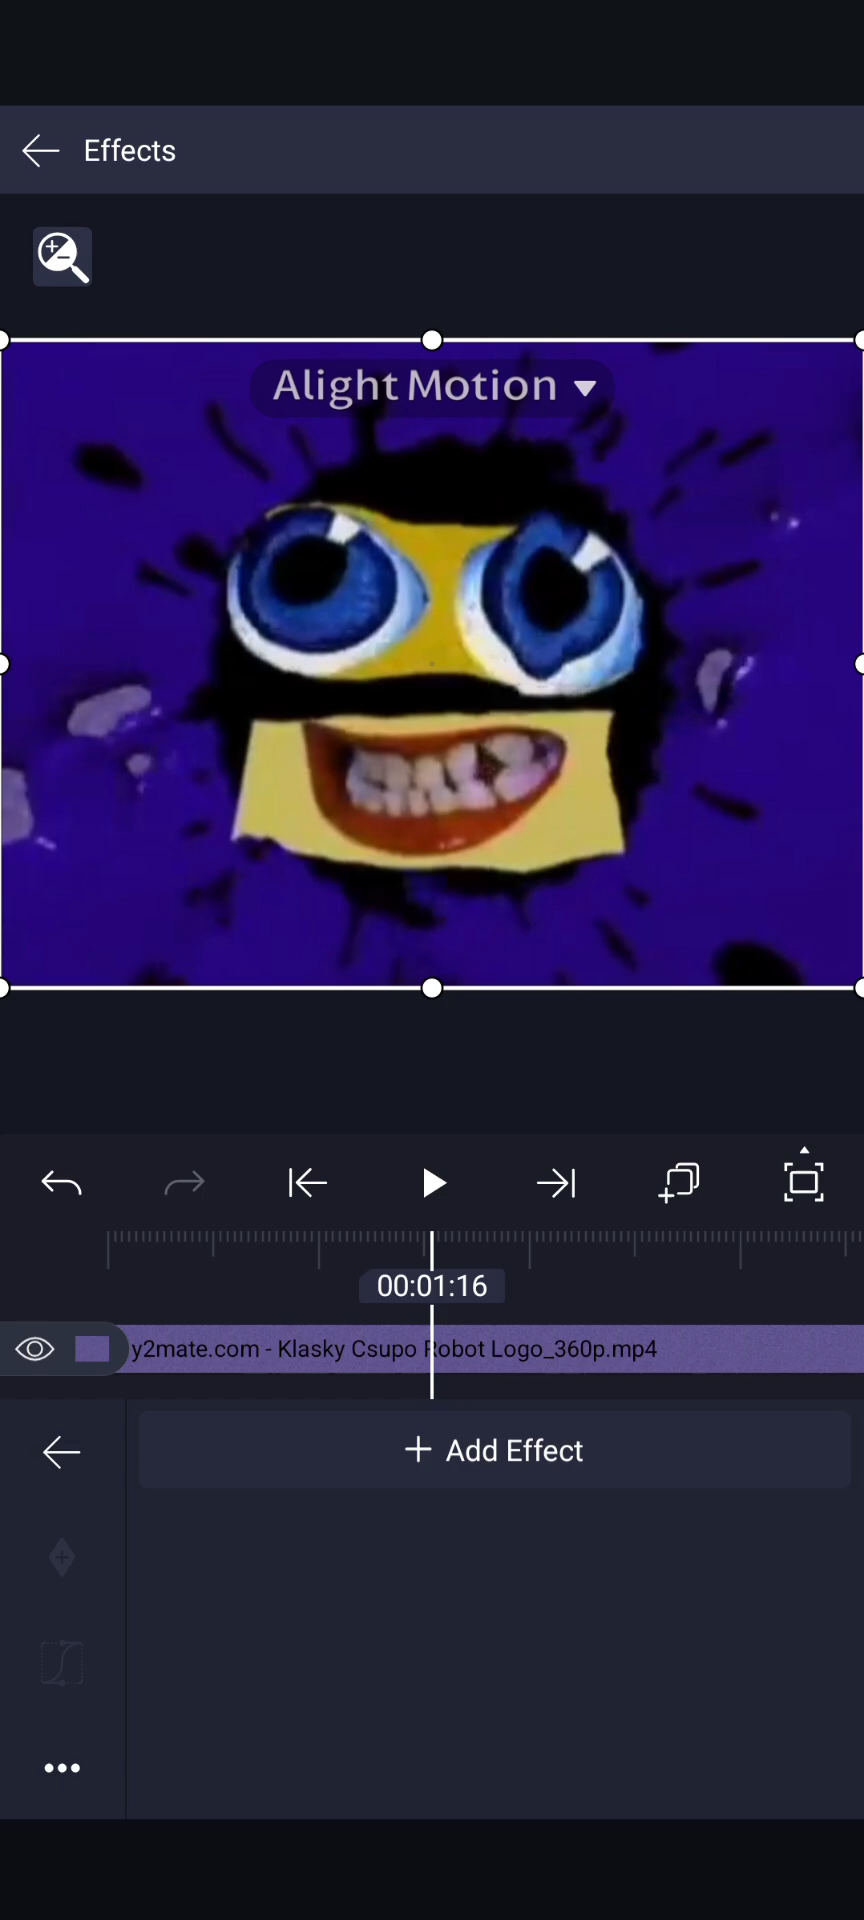 Effects
Alight Motion
00:01:16
y2mate.com - Klasky Csupo Robot Logo_360p.mp4
Add Effect